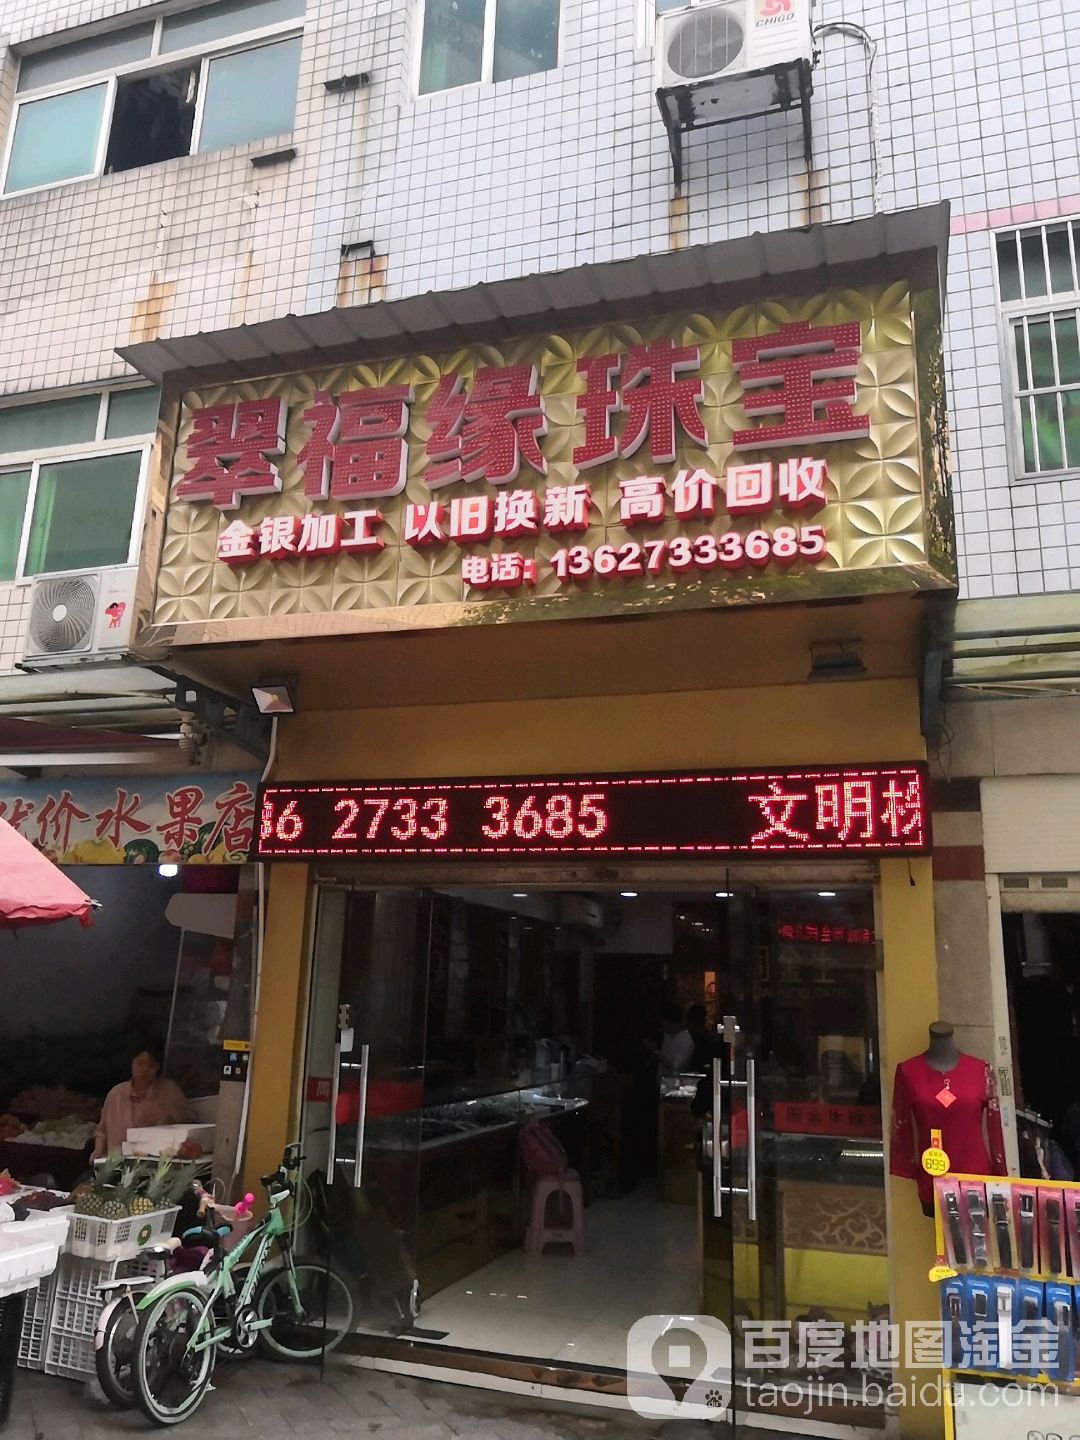 CHIGO
翠福缘珠宝
金银加工 以旧换新 高价回收
电话：13627333685
36 2733 3685 文明
价水果店
699
百度地图淘金
taojin.baidu.com